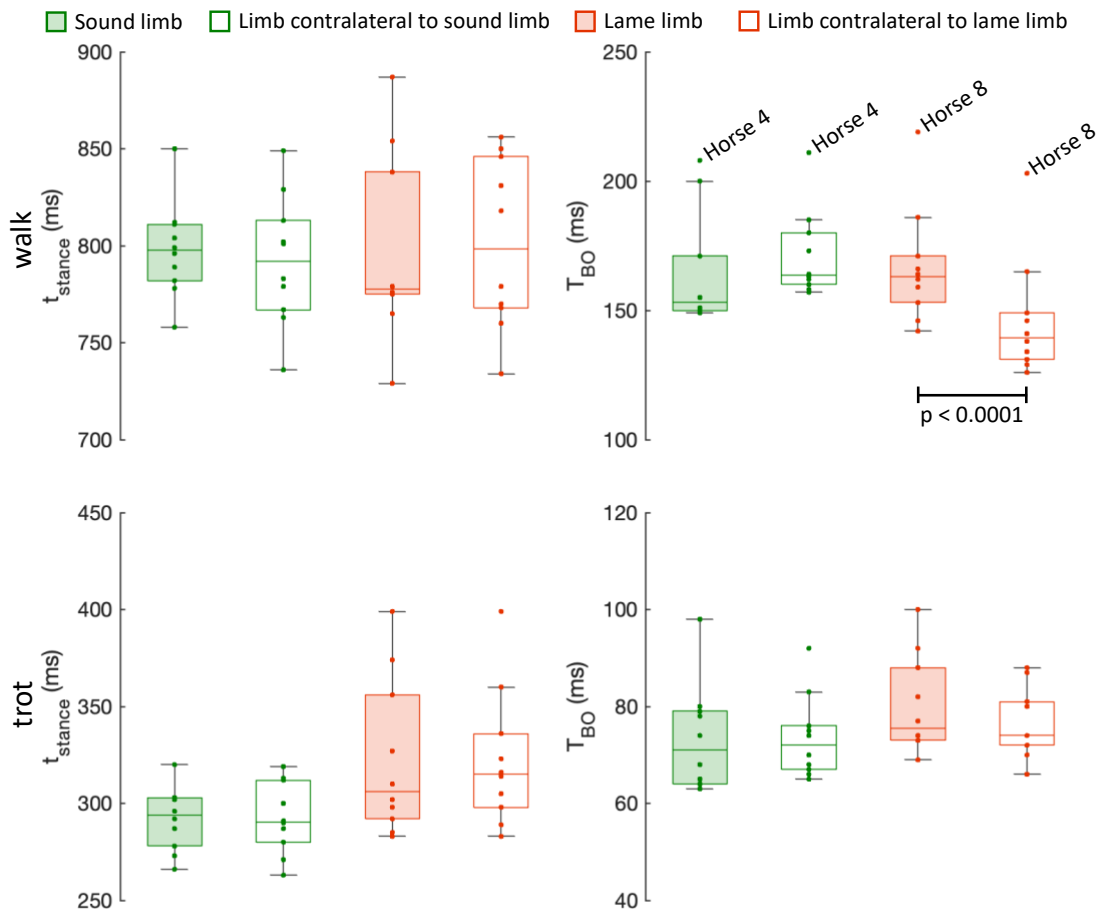 Sound limb Limb contralateral to sound limb Lame limb Limb contralateral to lame limb
walk
t_stance (ms)
900
850
800
750
700
T_BO (ms)
250
200
150
100
Horse 4
Horse 4
Horse 8
Horse 8
p < 0.0001
trot
t_stance (ms)
450
400
350
300
250
T_BO (ms)
120
100
80
60
40